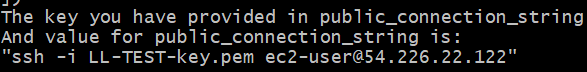 The key you have provided in public_connection_string
And value for public_connection_string is:
"ssh -i LL-TEST-key.pem ec2-user@54.226.22.122"